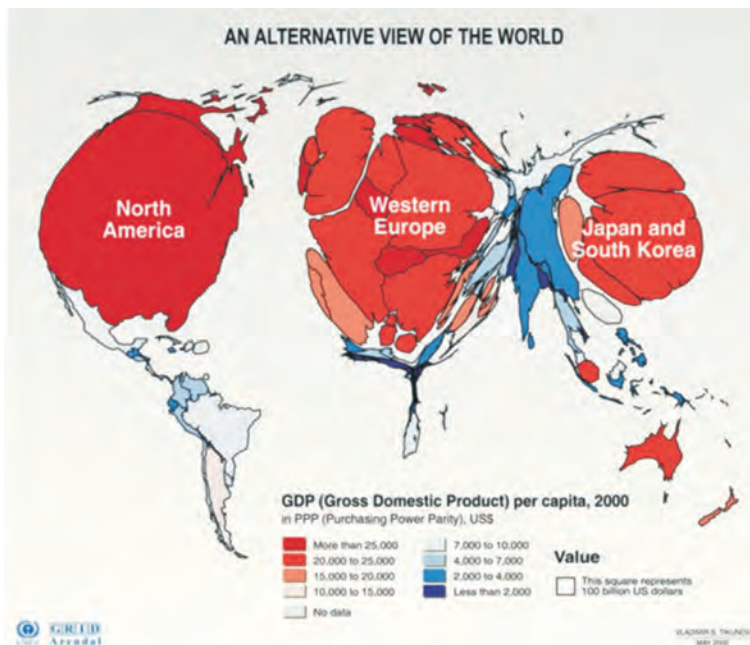 AN ALTERNATIVE VIEW OF THE WORLD
North
America
Western
Europe
Japan and
South Korea
GDP (Gross Domestic Product) per capita, 2000
in PPP (Purchasing Power Parity), US$
More than 25,000
20,000 to 25,000
15,000 to 20,000
10,000 to 15,000
No data
7,000 to 10,000
4,000 to 7,000
2,000 to 4,000
Less than 2,000
Value
This square represents
100 billion US dollars
GRID
Arendal
VLADIMIR S. TIKUNOV
MAY 2002